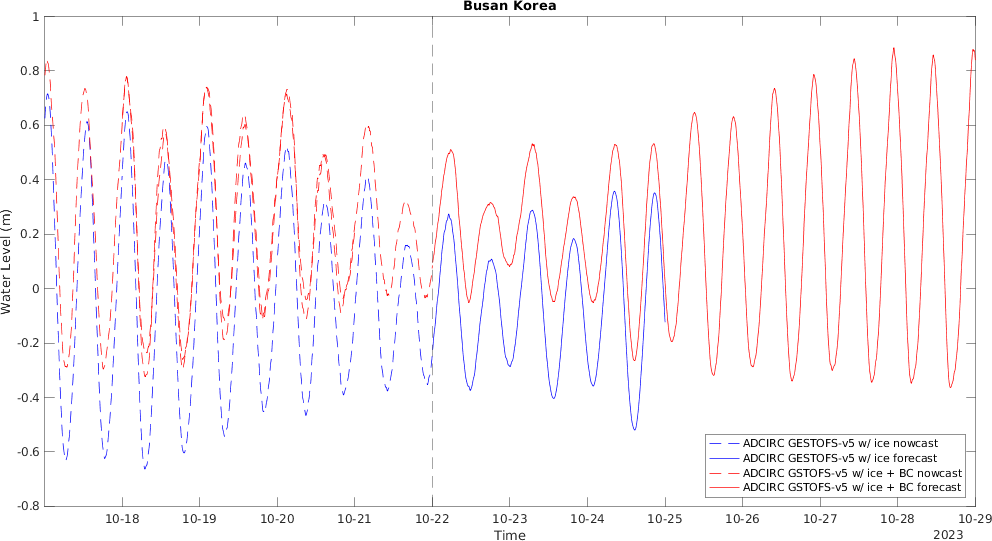 Busan Korea
1
0.8
0.6
0.4
0.2
0
-0.2
-0.4
-0.6
-0.8
Water Level (m)
ADCIRC GESTOFS-v5 w/ ice nowcast
ADCIRC GESTOFS-v5 w/ ice forecast
ADCIRC GSTOFS-v5 w/ ice + BC nowcast
ADCIRC GSTOFS-v5 w/ ice + BC forecast
10-18 10-19 10-20 10-21 10-22 10-23 10-24 10-25 10-26 10-27 10-28 10-29
Time
2023